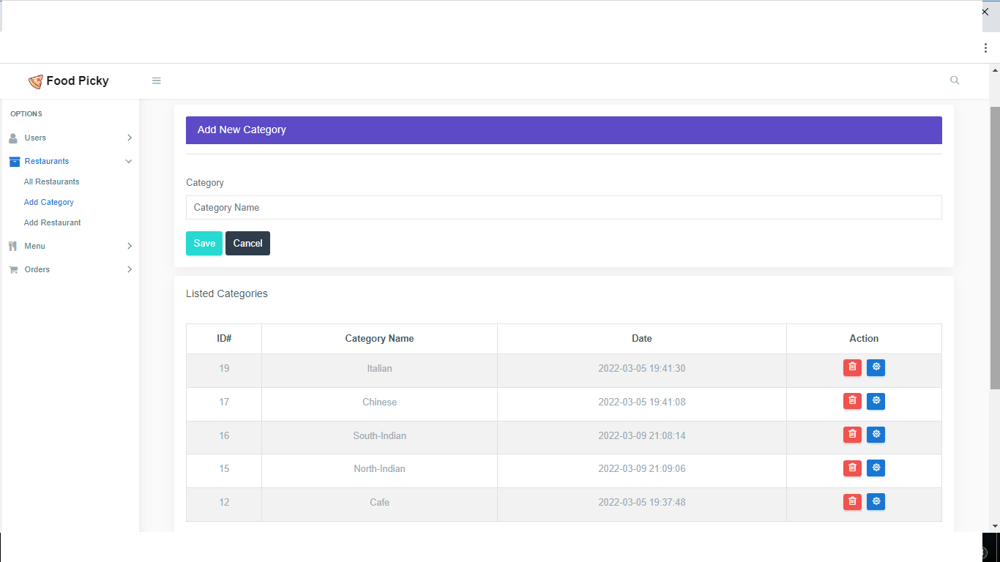 Food Picky
OPTIONS
Users
Restaurants
All Restaurants
Add Category
Add Restaurant
Menu
Orders
Add New Category
Category
Category Name
Save Cancel
Listed Categories
ID# Category Name Date Action
19 Italian 2022-03-05 19:41:30
17 Chinese 2022-03-05 19:41:08
16 South-Indian 2022-03-09 21:08:14
15 North-Indian 2022-03-09 21:09:06
12 Cafe 2022-03-05 19:37:48